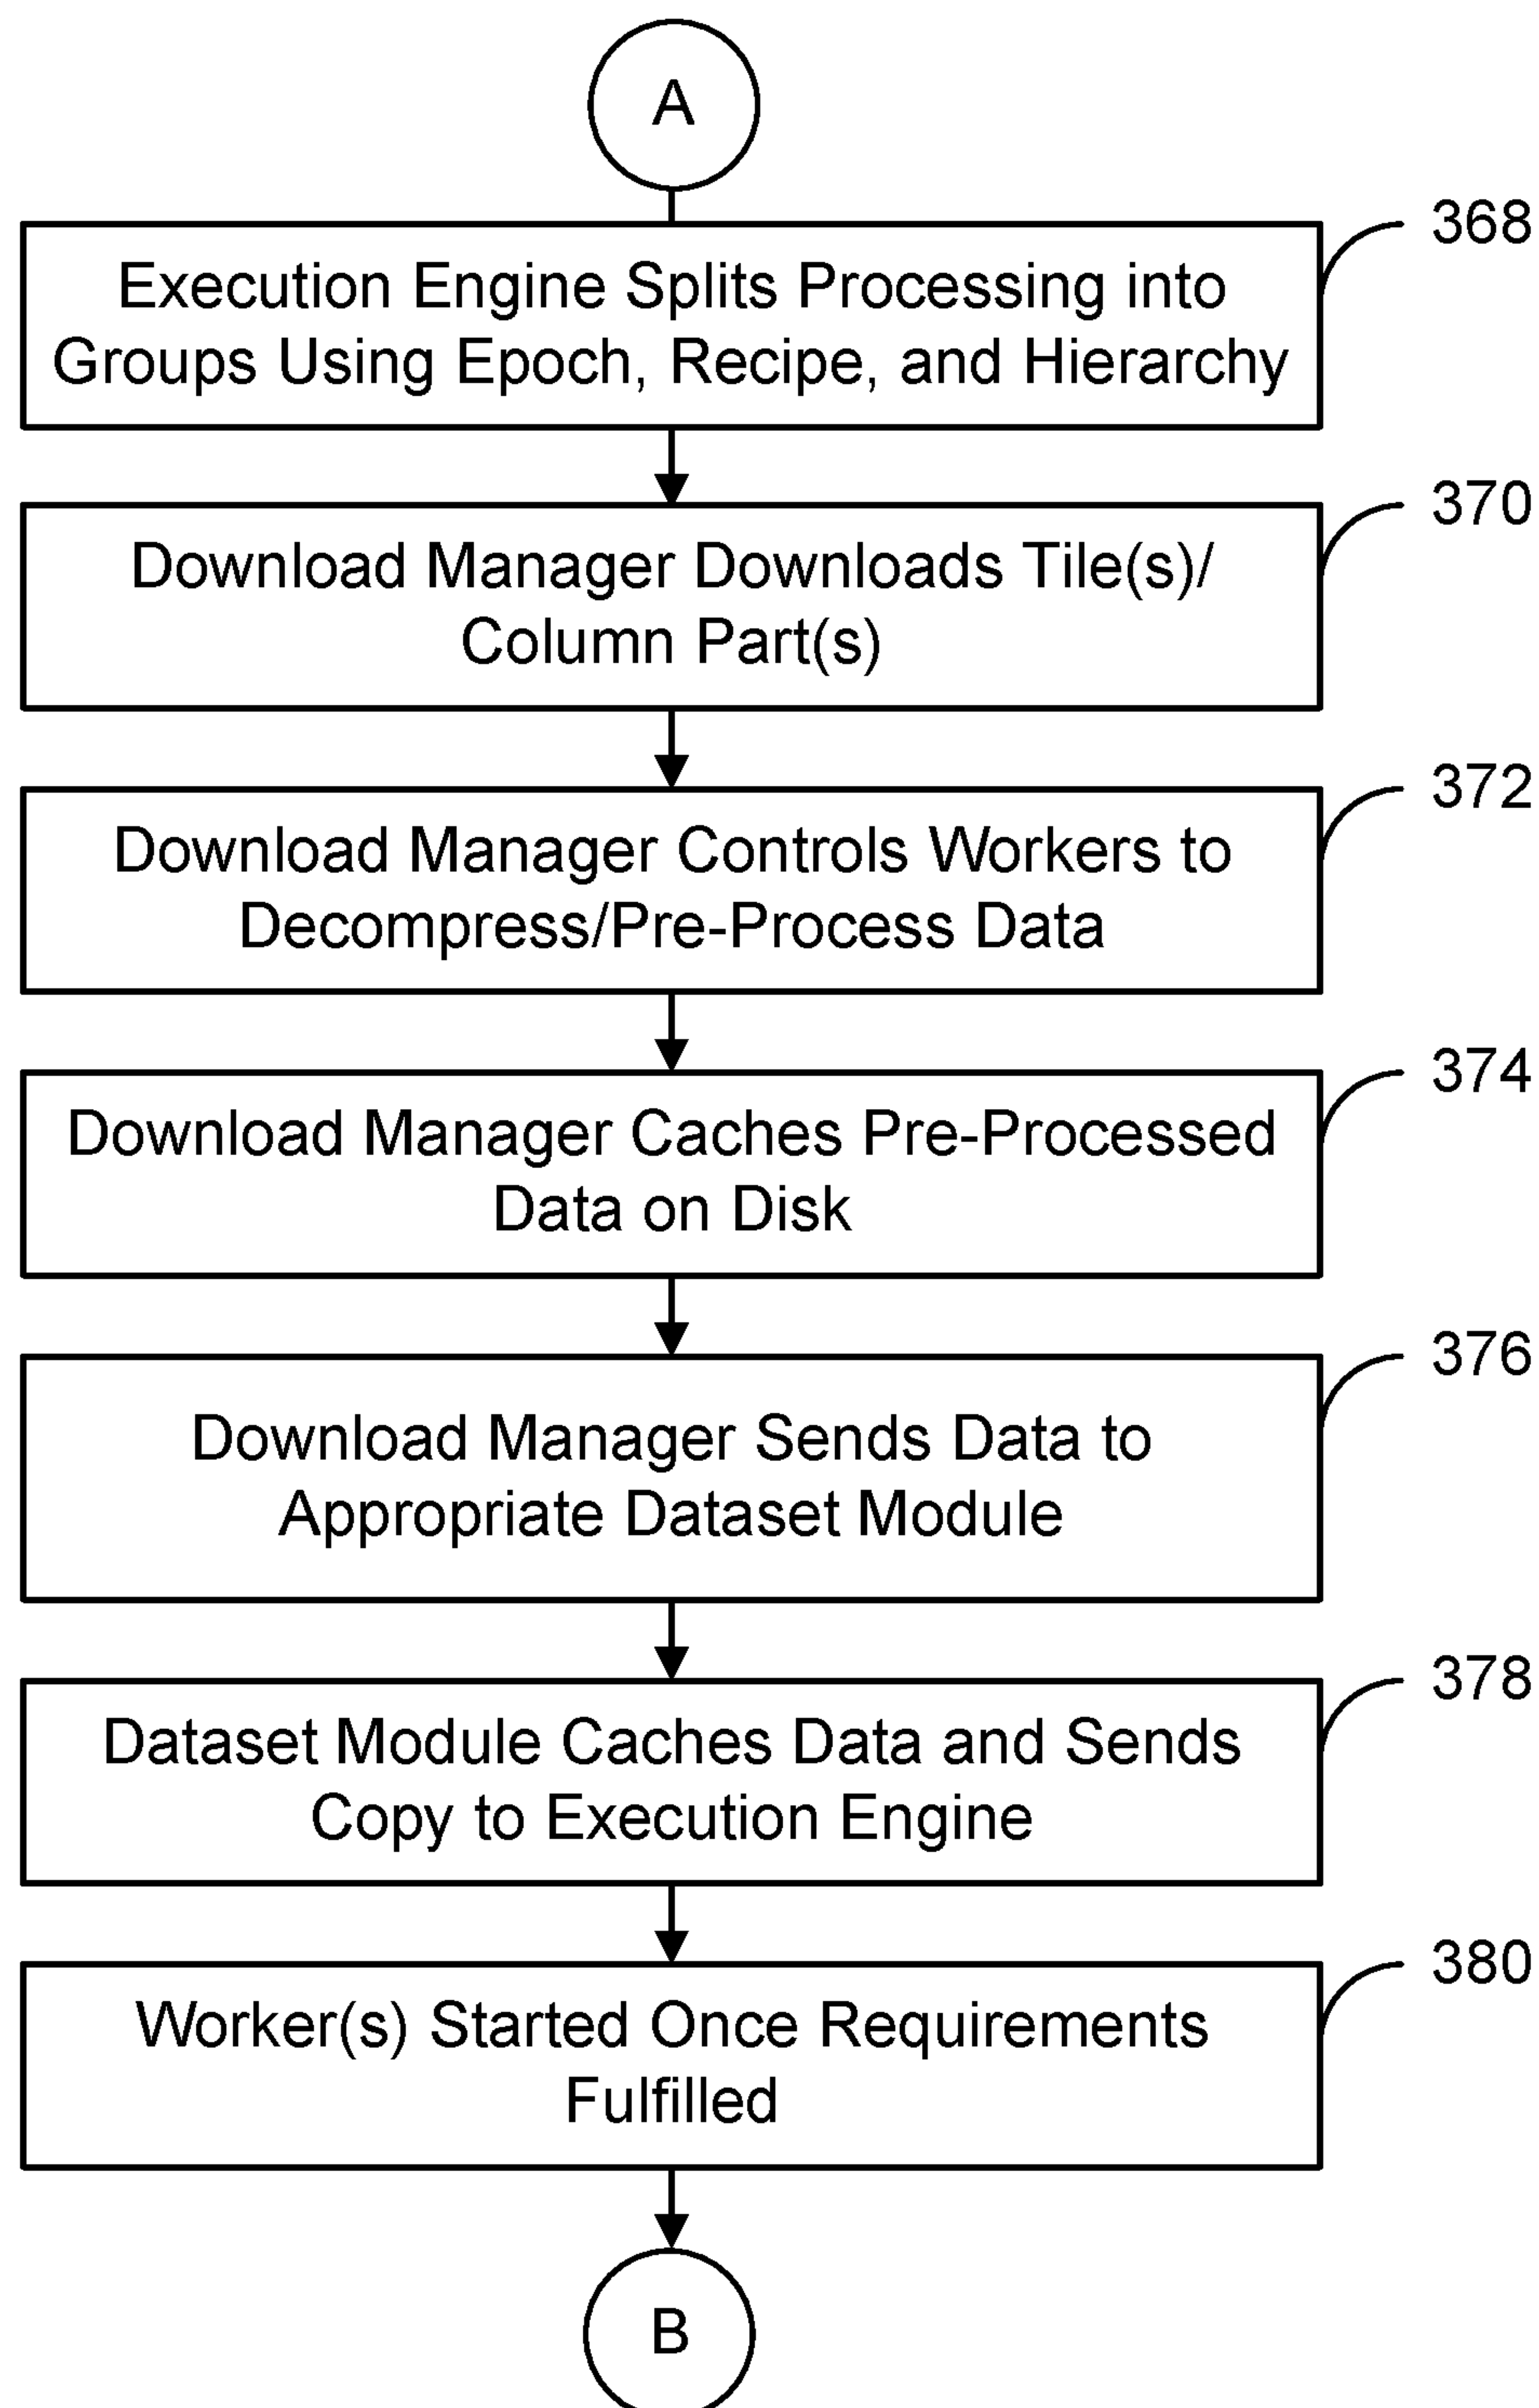 A
368
Execution Engine Splits Processing into
Groups Using Epoch, Recipe, and Hierarchy
370
Download Manager Downloads Tile(s)/
Column Part(s)
372
Download Manager Controls Workers to
Decompress/Pre-Process Data
374
Download Manager Caches Pre-Processed
Data on Disk
376
Download Manager Sends Data to
Appropriate Dataset Module
378
Dataset Module Caches Data and Sends
Copy to Execution Engine
380
Worker(s) Started Once Requirements
Fulfilled
B